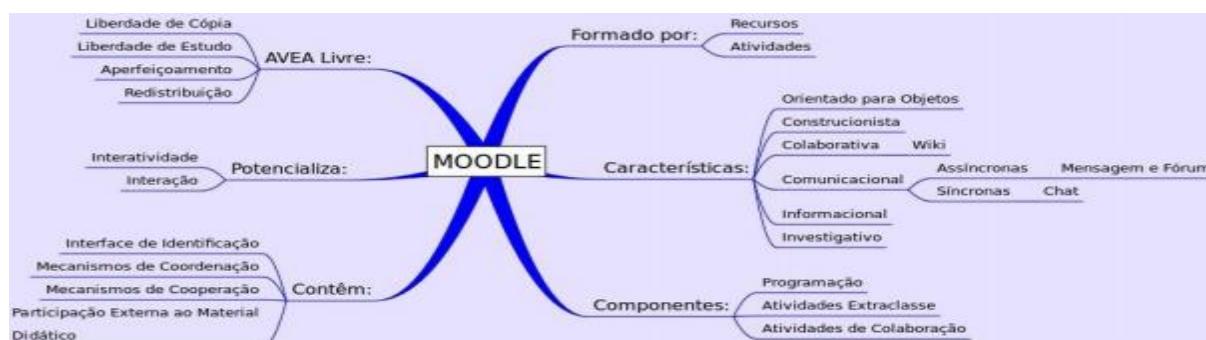 MOODLE
AVEA Livre:
Liberdade de Cópia
Liberdade de Estudo
Aperfeiçoamento
Redistribuição
Potencializa:
Interatividade
Interação
Contêm:
Interface de Identificação
Mecanismos de Coordenação
Mecanismos de Cooperação
Participação Externa ao Material
Didático
Formado por:
Recursos
Atividades
Características:
Orientado para Objetos
Construcionista
Colaborativa Wiki
Comunicacional
Assíncronas Mensagem e Fórum
Síncronas Chat
Informacional
Investigativo
Componentes:
Programação
Atividades Extraclasse
Atividades de Colaboração